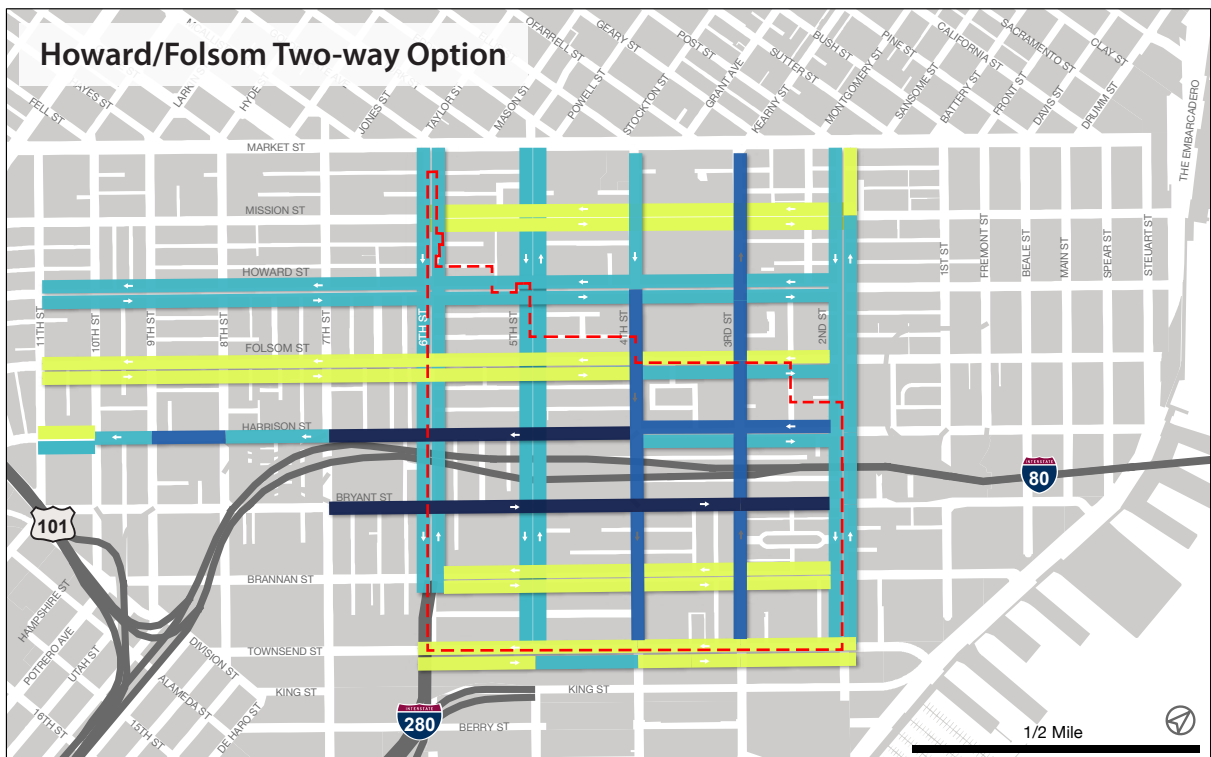 Howard/Folsom Two-way Option
OFARRELL ST
GEARY ST
POST ST
SUTTER ST
BUSH ST
PINE ST
CALIFORNIA ST
SACRAMENTO ST
CLAY ST
FELL ST
HAYES ST
LARK
HYDE
JONES ST
TAYLOR ST
MASON ST
POWELL ST
STOCKTON ST
GRANT AVE
KEARNY ST
MONTGOMERY ST
SANSOME ST
BATTERY ST
FRONT ST
DAVIS ST
DRUMM ST
THE EMBARCADERO
MARKET ST
MISSION ST
HOWARD ST
1ST ST
FREMONT ST
BEALE ST
MAIN ST
SPEAR ST
STEUART ST
11TH ST
10TH ST
9TH ST
8TH ST
7TH ST
6TH ST
5TH ST
4TH ST
3RD ST
2ND ST
FOLSOM ST
HARRISON ST
INTERSTATE
80
BRYANT ST
101
BRANNAN ST
HAMPSHIRE ST
POTRERO AVE
UTAH ST
DIVISION ST
TOWNSEND ST
ALAMEDA ST
DE HARO ST
KING ST
KING ST
16TH ST
15TH ST
INTERSTATE
280
BERRY ST
1/2 Mile